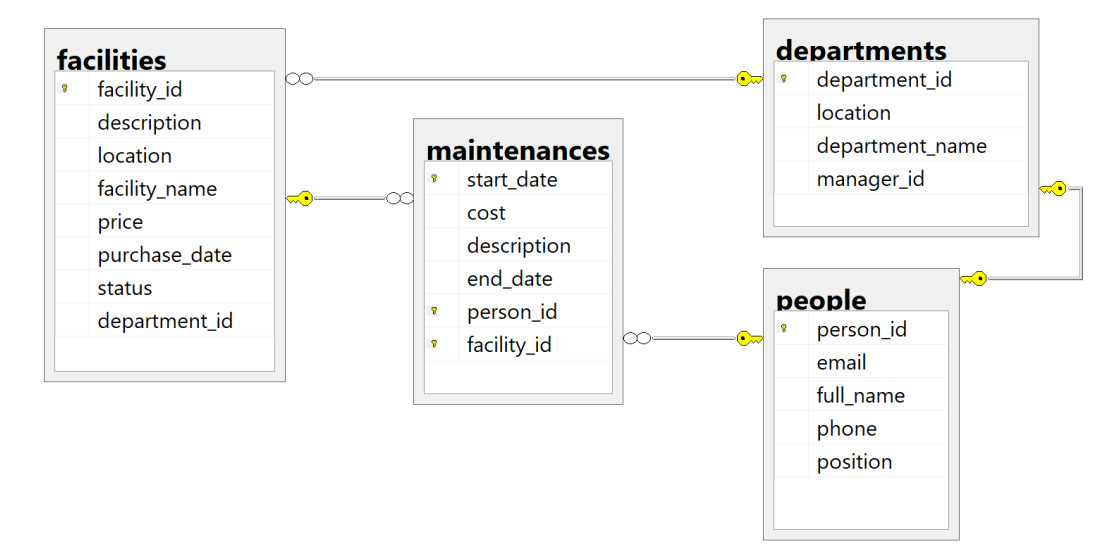 facilities
facility_id
description
location
facility_name
price
purchase_date
status
department_id
maintenances
start_date
cost
description
end_date
person_id
facility_id
departments
department_id
location
department_name
manager_id
people
person_id
email
full_name
phone
position